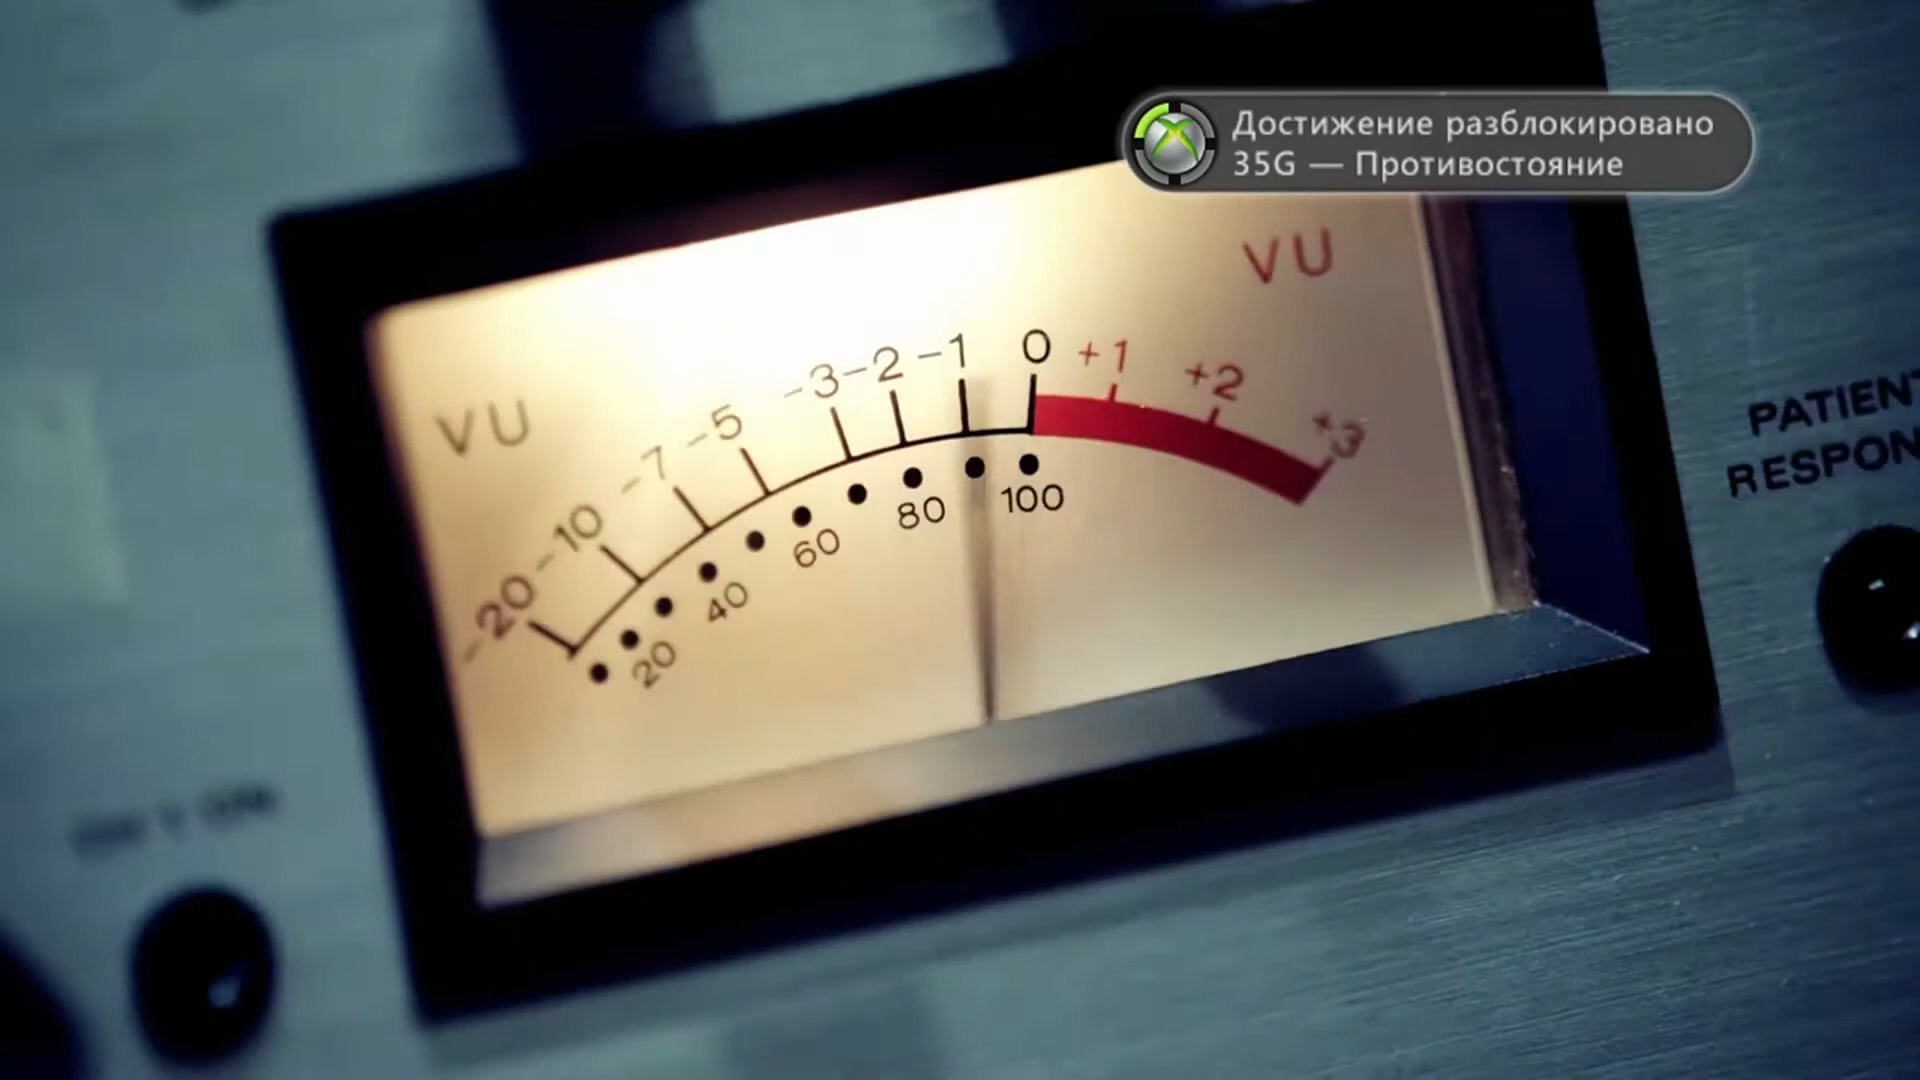 Достижение разблокировано
35G — Противостояние
VU
VU
-20 -10 -7 -5 -3 -2 -1 0 +1 +2 +3
20 40 60 80 100
PATIENT
RESPON